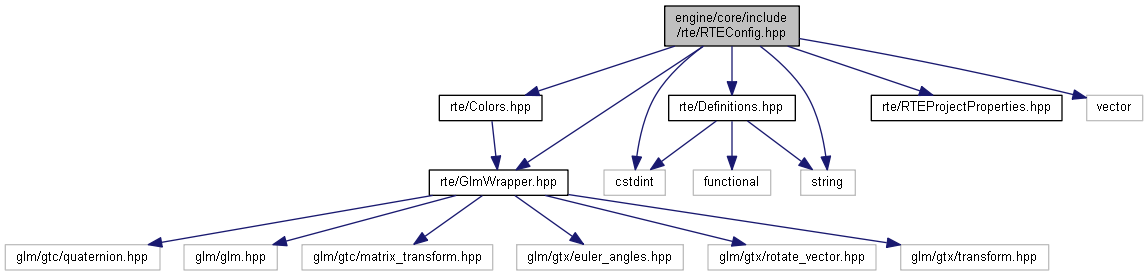 engine/core/include
/rte/RTEConfig.hpp
rte/Colors.hpp
rte/Definitions.hpp
rte/RTEProjectProperties.hpp
vector
rte/GlmWrapper.hpp
cstdint
functional
string
glm/gtc/quaternion.hpp
glm/glm.hpp
glm/gtc/matrix_transform.hpp
glm/gtx/euler_angles.hpp
glm/gtx/rotate_vector.hpp
glm/gtx/transform.hpp